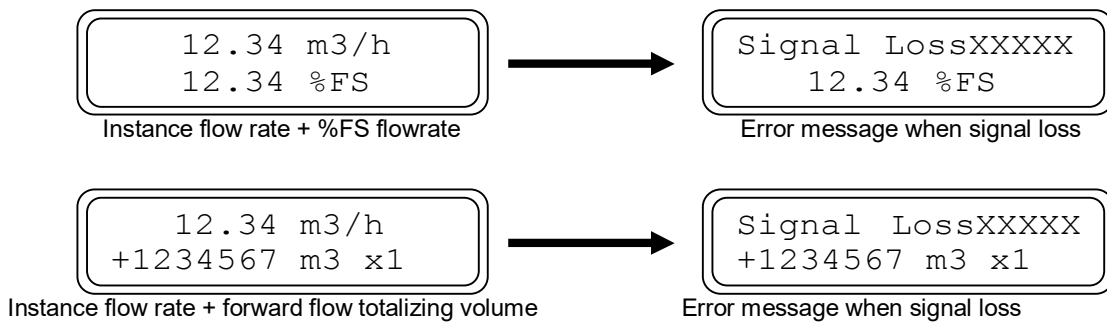 12.34 m3/h
12.34 %FS
Instance flow rate + %FS flowrate
Signal LossXXXXX
12.34 %FS
Error message when signal loss
12.34 m3/h
+1234567 m3 x1
Instance flow rate + forward flow totalizing volume
Signal LossXXXXX
+1234567 m3 x1
Error message when signal loss